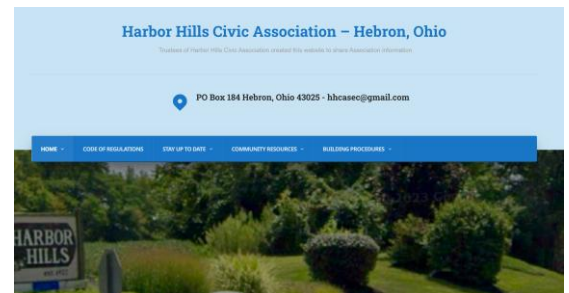 Harbor Hills Civic Association – Hebron, Ohio
Trustees of Harbor Hills Civic Association created this website to share Association information
PO Box 184 Hebron, Ohio 43025 - hhcasec@gmail.com
HOME CODE OF REGULATIONS STAY UP TO DATE COMMUNITY RESOURCES BUILDING PROCEDURES
HARBOR
HILLS